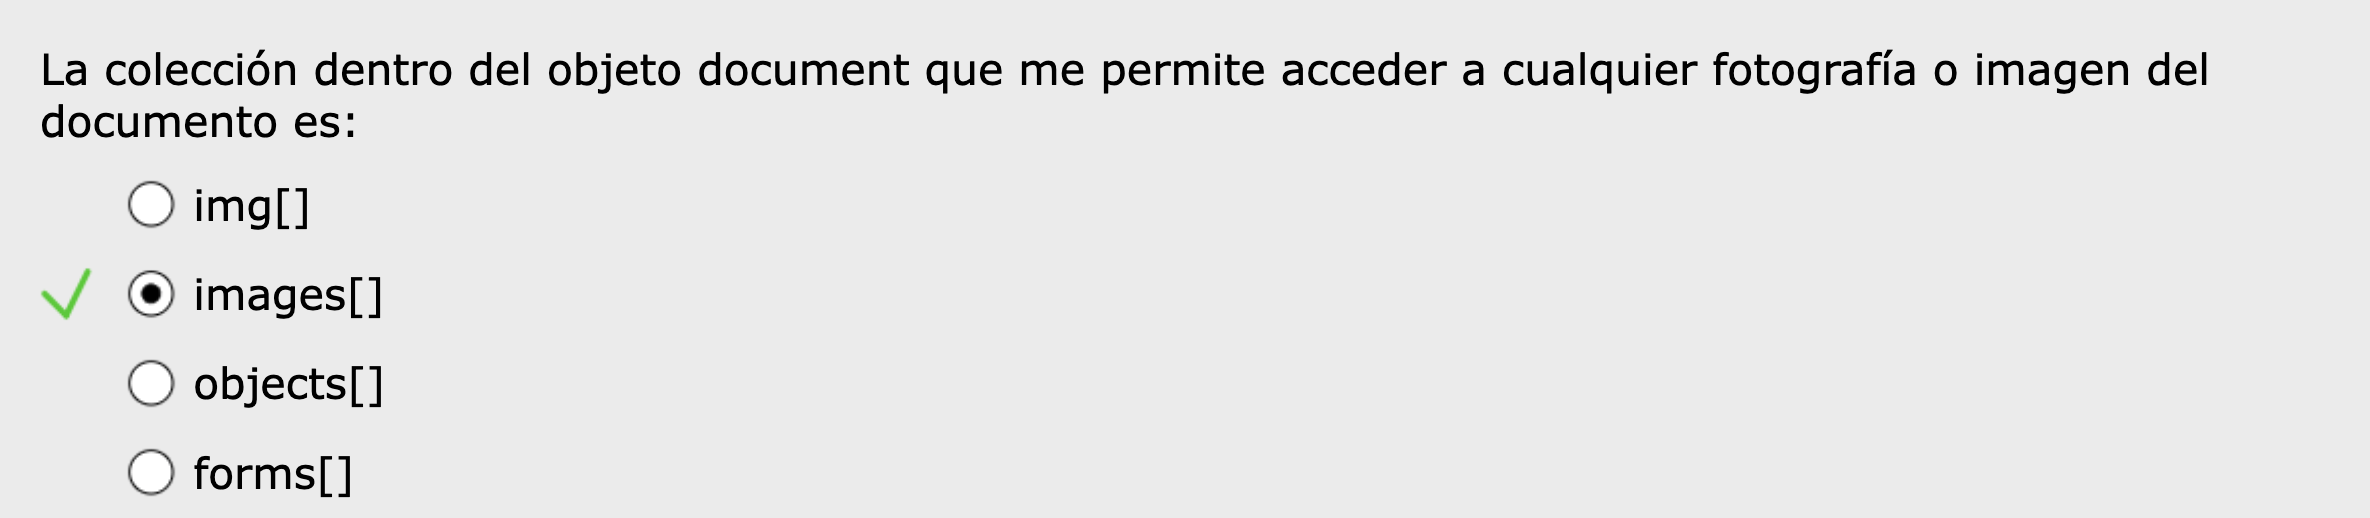 La colección dentro del objeto document que me permite acceder a cualquier fotografía o imagen del
documento es:
img[]
images[]
objects[]
forms[]